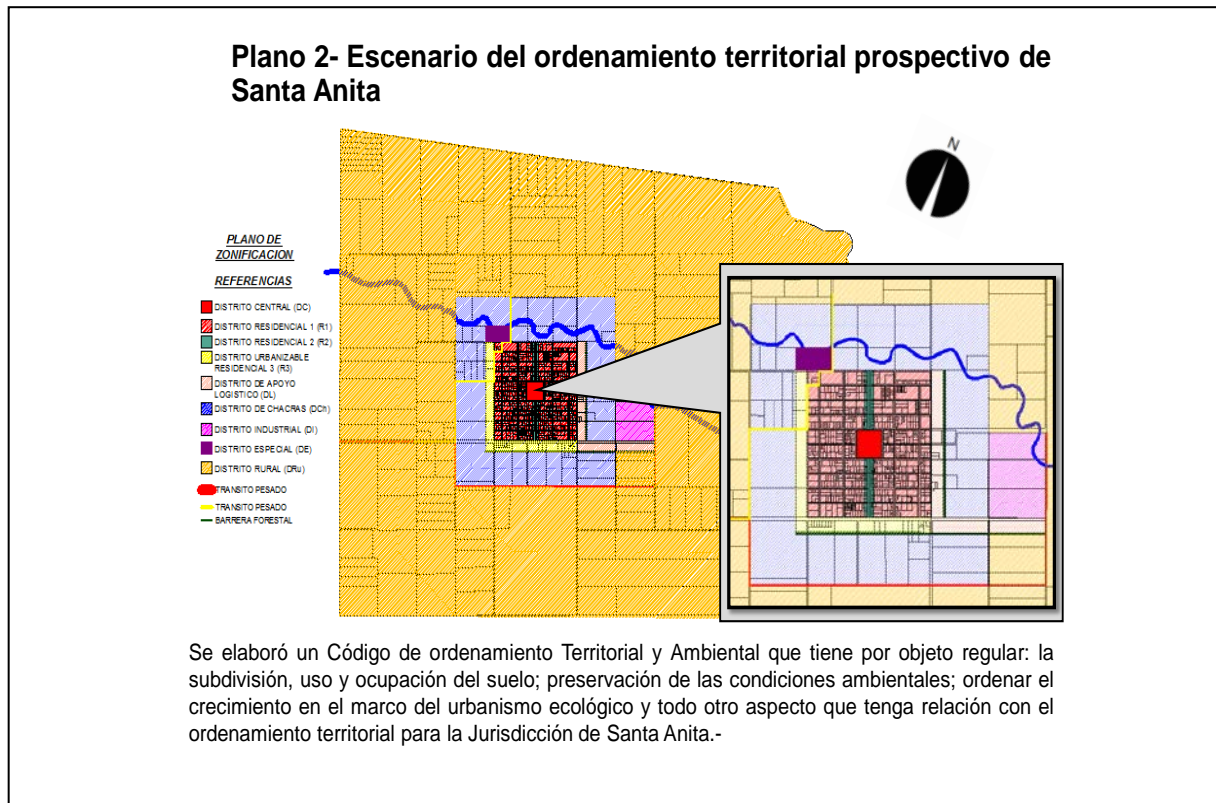 Plano 2- Escenario del ordenamiento territorial prospectivo de
Santa Anita
N
PLANO DE
ZONIFICACION
REFERENCIAS
DISTRITO CENTRAL (DC)
DISTRITO RESIDENCIAL 1 (R1)
DISTRITO RESIDENCIAL 2 (R2)
DISTRITO URBANIZABLE
RESIDENCIAL 3 (R3)
DISTRITO DE APOYO
LOGISTICO (DL)
DISTRITO DE CHACRAS (DCh)
DISTRITO INDUSTRIAL (DI)
DISTRITO ESPECIAL (DE)
DISTRITO RURAL (DRu)
TRANSITO PESADO
TRANSITO PESADO
BARRERA FORESTAL
Se elaboró un Código de ordenamiento Territorial y Ambiental que tiene por objeto regular: la
subdivisión, uso y ocupación del suelo; preservación de las condiciones ambientales; ordenar el
crecimiento en el marco del urbanismo ecológico y todo otro aspecto que tenga relación con el
ordenamiento territorial para la Jurisdicción de Santa Anita.-